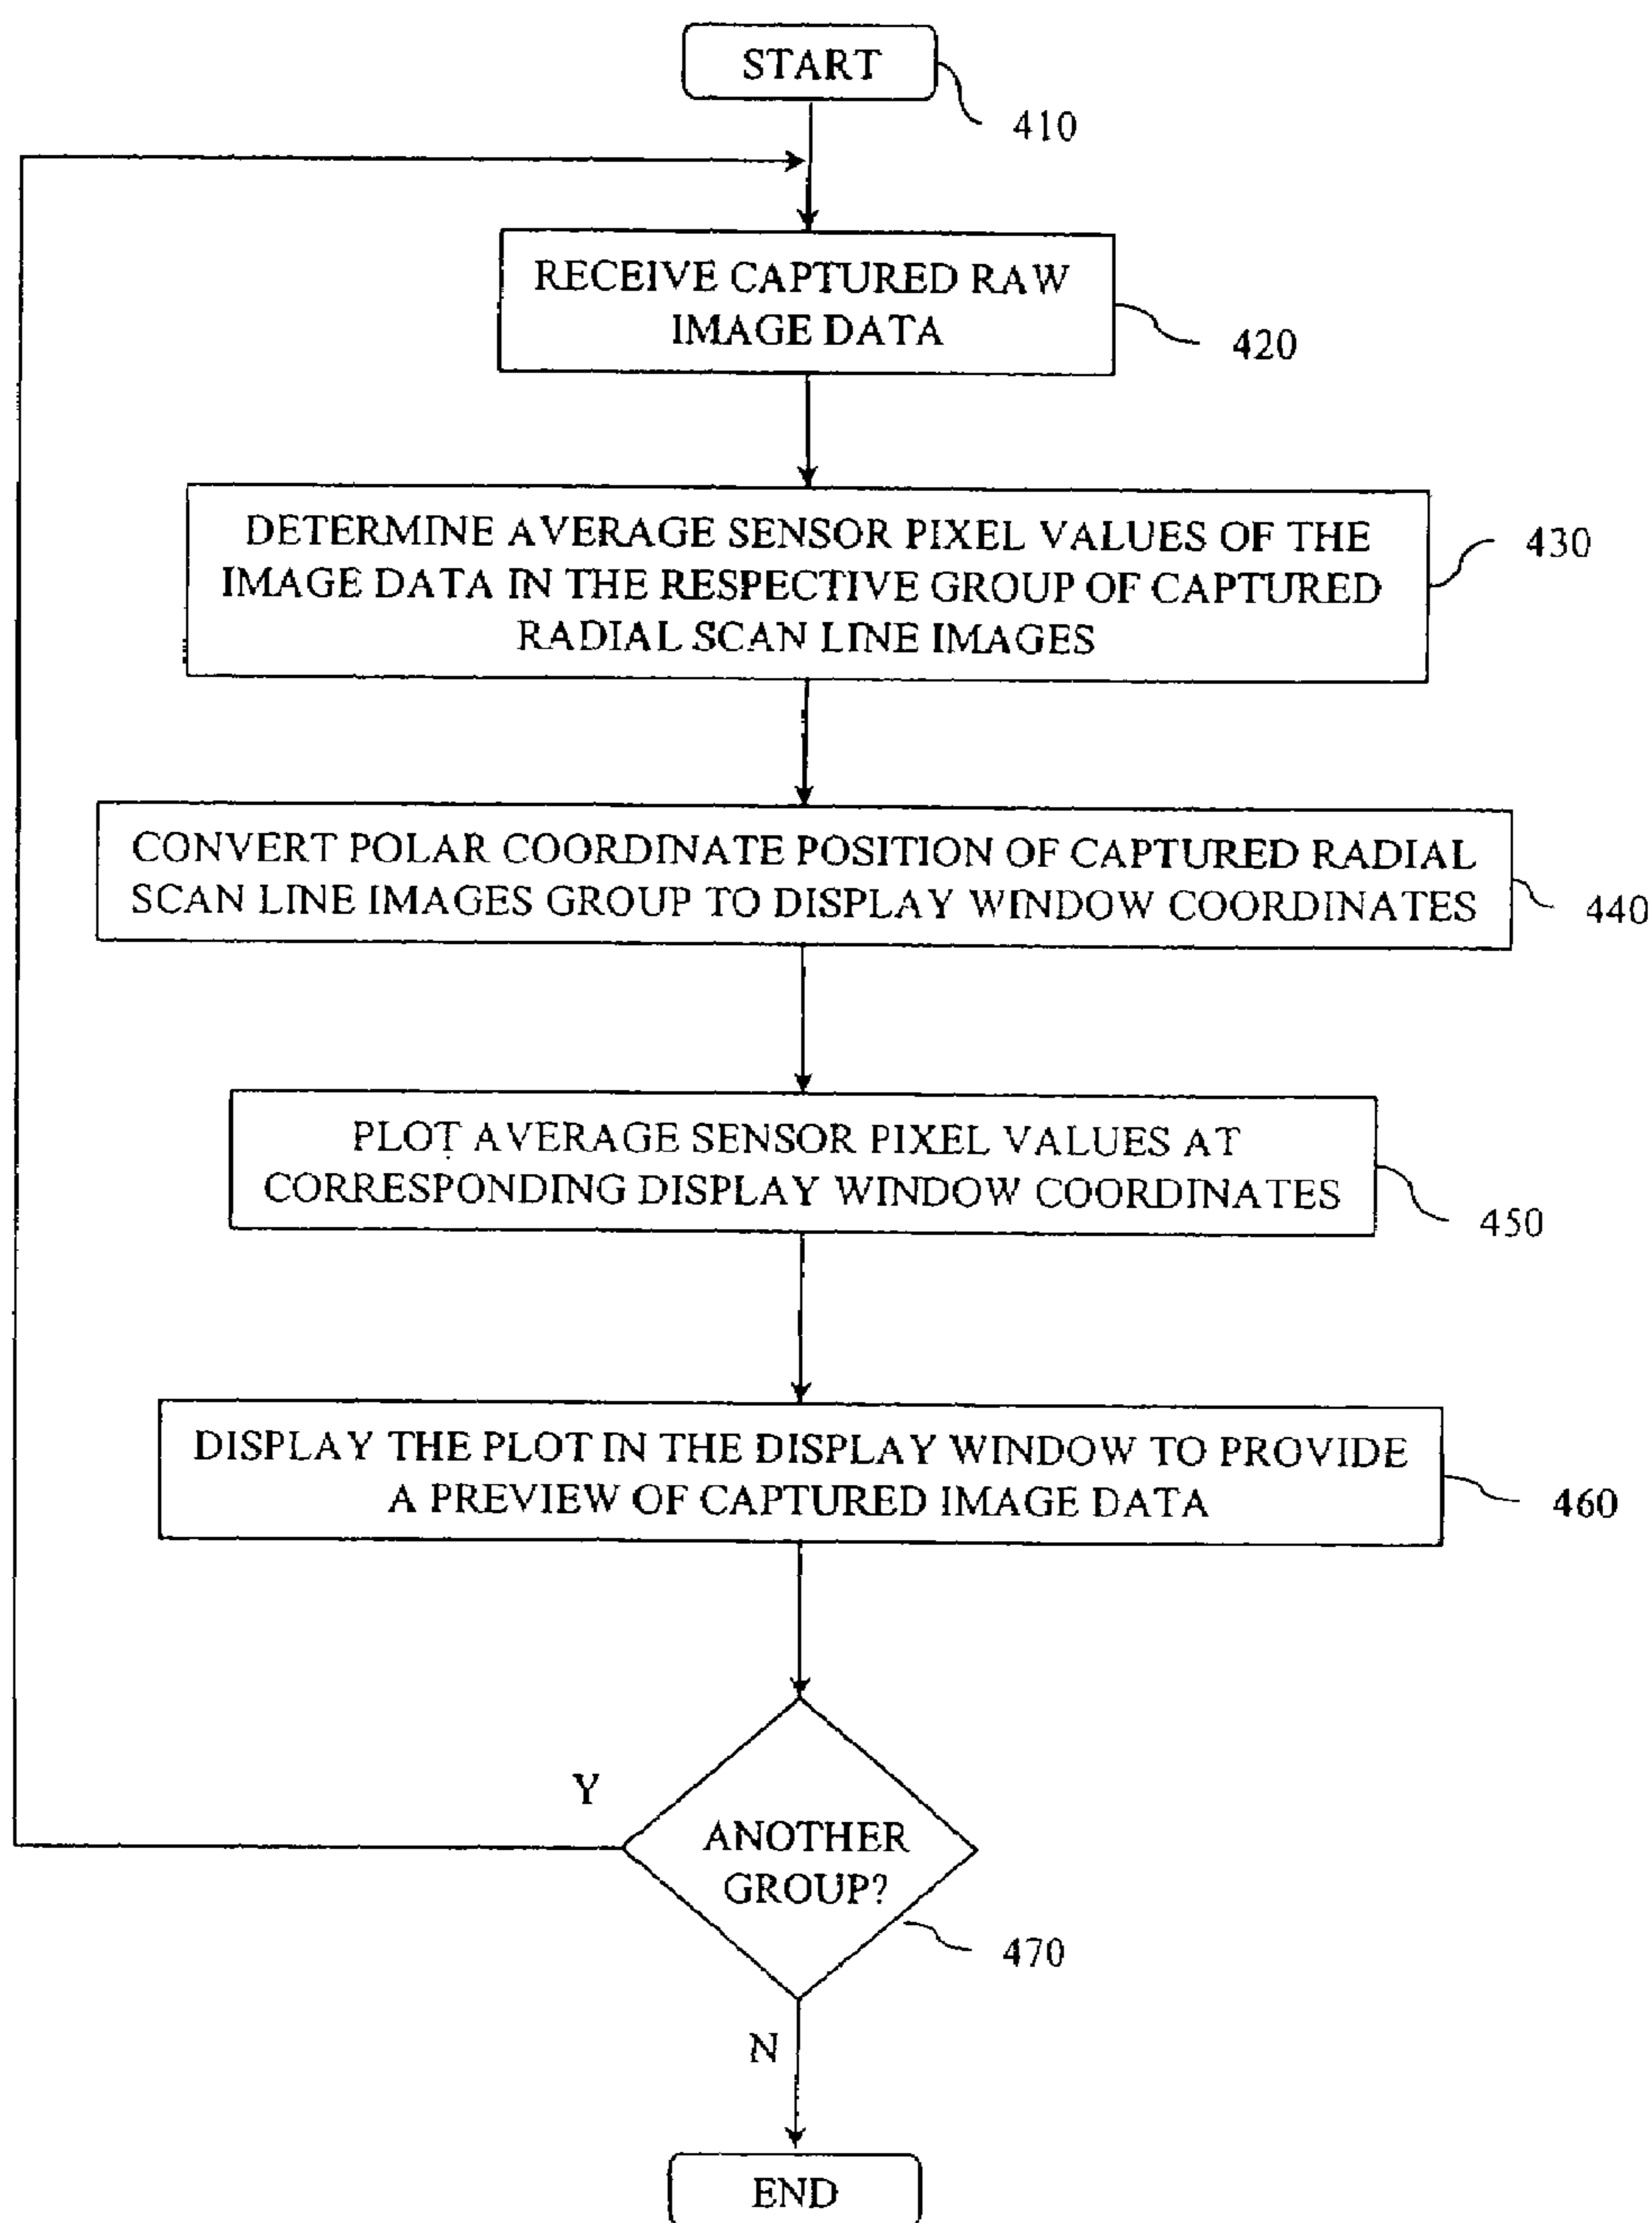 START
410
RECEIVE CAPTURED RAW
IMAGE DATA
420
DETERMINE AVERAGE SENSOR PIXEL VALUES OF THE
IMAGE DATA IN THE RESPECTIVE GROUP OF CAPTURED
RADIAL SCAN LINE IMAGES
430
CONVERT POLAR COORDINATE POSITION OF CAPTURED RADIAL
SCAN LINE IMAGES GROUP TO DISPLAY WINDOW COORDINATES
440
PLOT AVERAGE SENSOR PIXEL VALUES AT
CORRESPONDING DISPLAY WINDOW COORDINATES
450
DISPLAY THE PLOT IN THE DISPLAY WINDOW TO PROVIDE
A PREVIEW OF CAPTURED IMAGE DATA
460
Y
ANOTHER
GROUP?
470
N
END